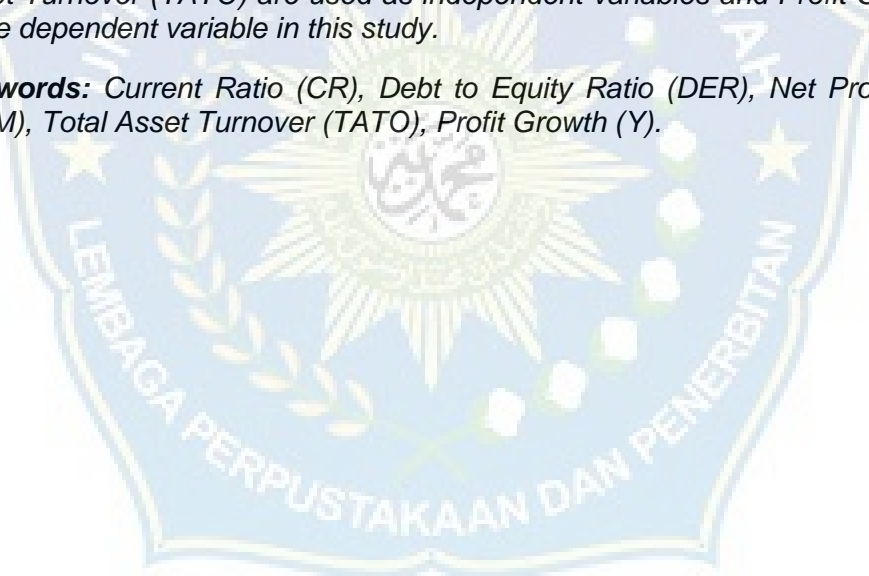 et Turnover (TATO) are used as independent variables and Profit G
e dependent variable in this study.
words: Current Ratio (CR), Debt to Equity Ratio (DER), Net Pro
M), Total Asset Turnover (TATO), Profit Growth (Y).
LEMBAGA PERPUSTAKAAN DAN PENERBITAN